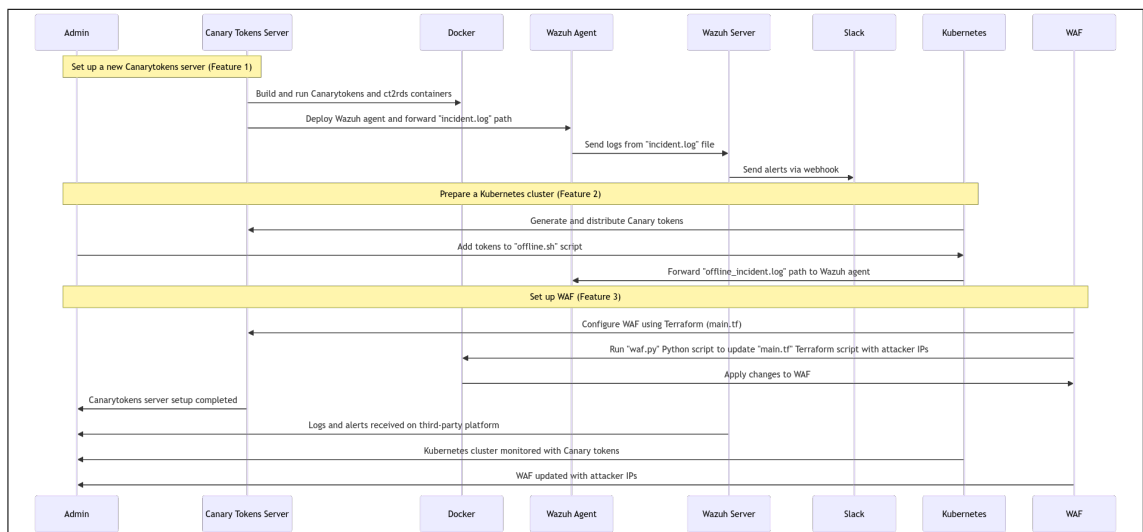 Admin
Canary Tokens Server
Docker
Wazuh Agent
Wazuh Server
Slack
Kubernetes
WAF
Set up a new Canarytokens server (Feature 1)
Build and run Canarytokens and ct2rds containers
Deploy Wazuh agent and forward "incident.log" path
Send logs from "incident.log" file
Send alerts via webhook
Prepare a Kubernetes cluster (Feature 2)
Generate and distribute Canary tokens
Add tokens to "offline.sh" script
Forward "offline_incident.log" path to Wazuh agent
Set up WAF (Feature 3)
Configure WAF using Terraform (main.tf)
Run "waf.py" Python script to update "main.tf" Terraform script with attacker IPs
Apply changes to WAF
Canarytokens server setup completed
Logs and alerts received on third-party platform
Kubernetes cluster monitored with Canary tokens
WAF updated with attacker IPs
Admin
Canary Tokens Server
Docker
Wazuh Agent
Wazuh Server
Slack
Kubernetes
WAF